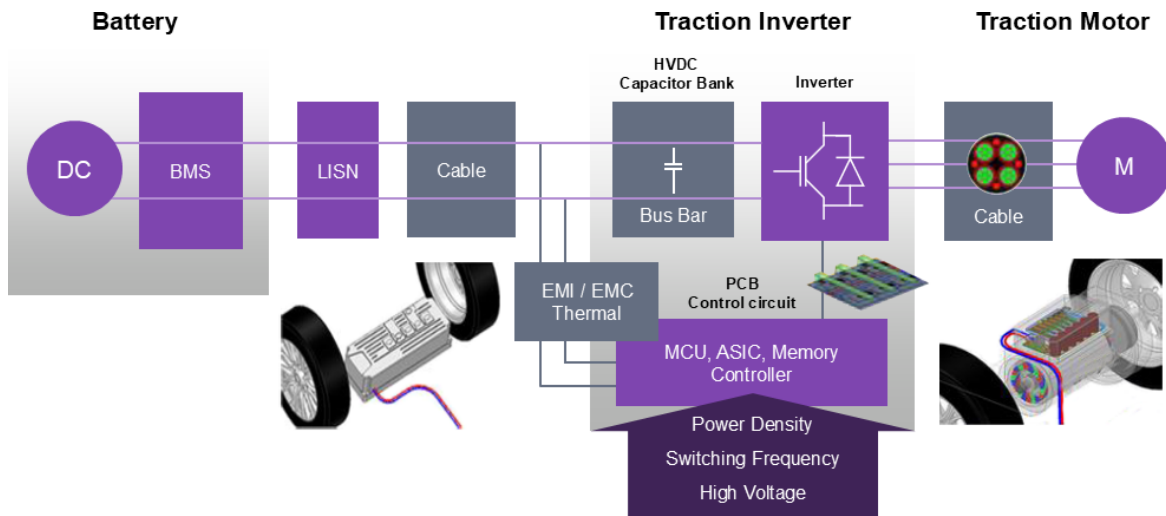 Battery
Traction Inverter
Traction Motor
HVDC
Capacitor Bank
Inverter
DC
BMS
LISN
Cable
Bus Bar
Cable
M
EMI / EMC
Thermal
PCB
Control circuit
MCU, ASIC, Memory
Controller
Power Density
Switching Frequency
High Voltage